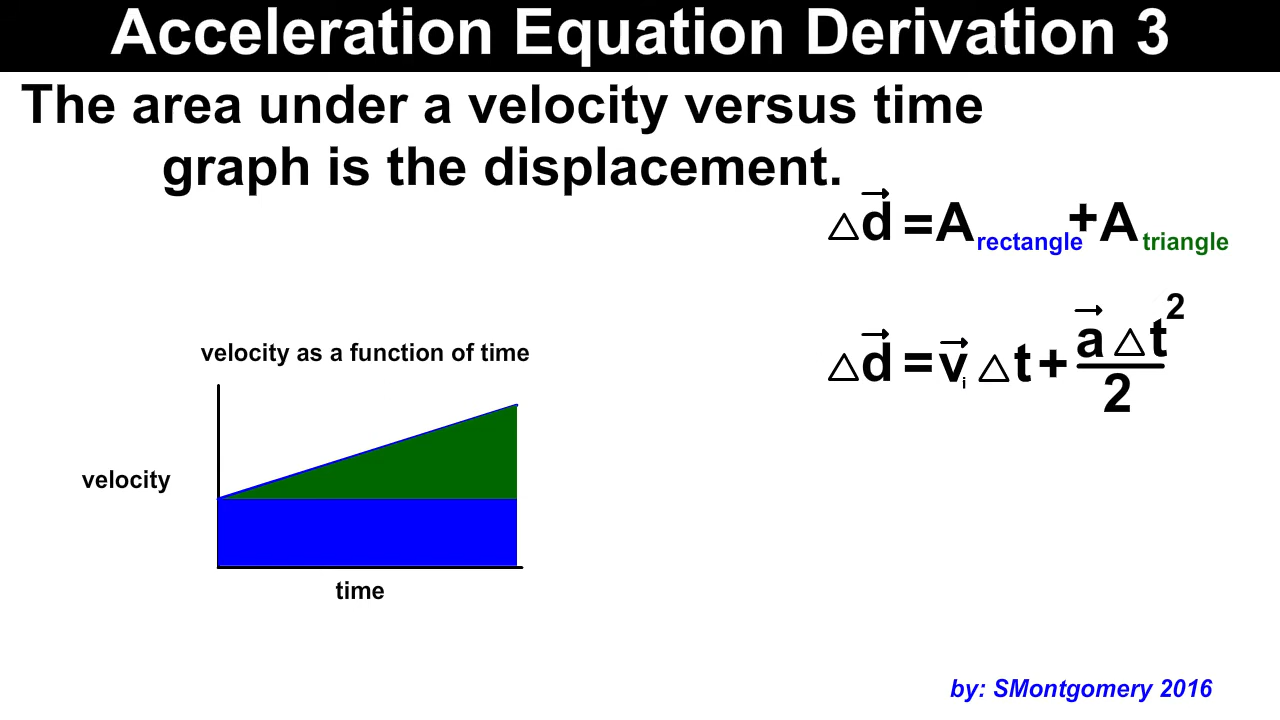 Acceleration Equation Derivation 3
The area under a velocity versus time
graph is the displacement.
△d⃗ = A rectangle + A triangle
△d⃗ = v⃗ᵢ △t + a⃗ △t² / 2
velocity as a function of time
velocity
time
by: SMontgomery 2016